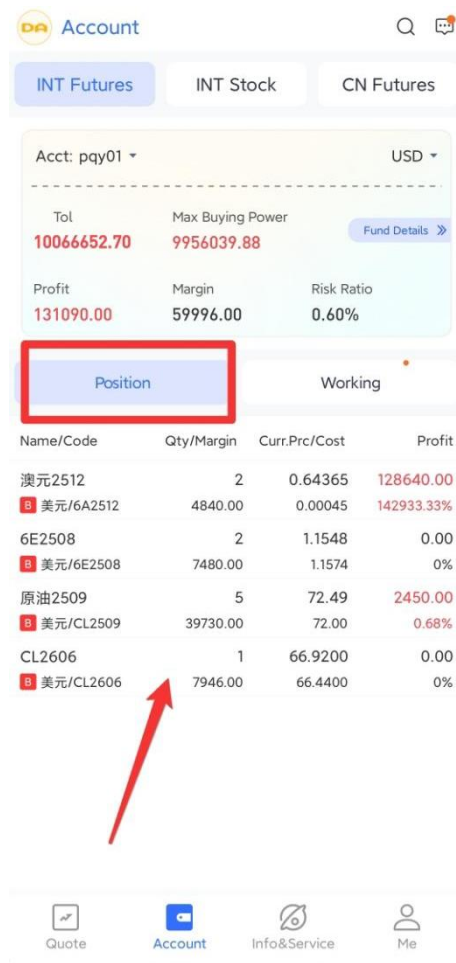 DA Account
INT Futures INT Stock CN Futures
Acct: pqy01 USD
Tol Max Buying Power
10066652.70 9956039.88 Fund Details
Profit Margin Risk Ratio
131090.00 59996.00 0.60%
Position Working
Name/Code Qty/Margin Curr.Prc/Cost Profit
澳元2512 2 0.64365 128640.00
B 美元/6A2512 4840.00 0.00045 142933.33%
6E2508 2 1.1548 0.00
B 美元/6E2508 7480.00 1.1574 0%
原油2509 5 72.49 2450.00
B 美元/CL2509 39730.00 72.00 0.68%
CL2606 1 66.9200 0.00
B 美元/CL2606 7946.00 66.4400 0%
Quote Account Info&Service Me